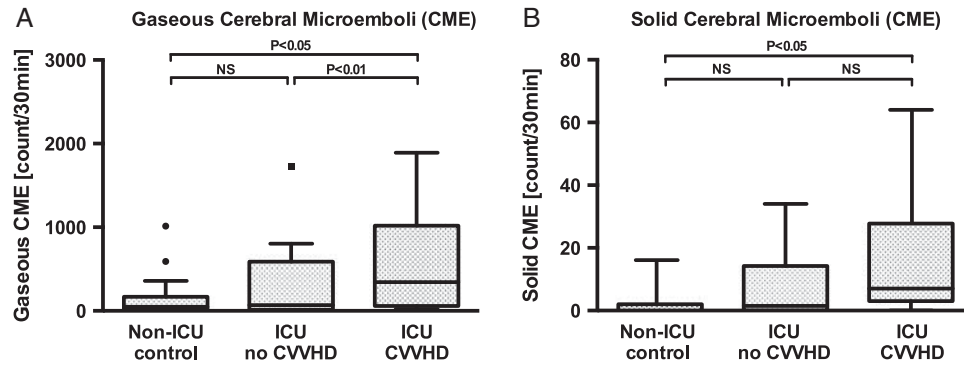 A
Gaseous Cerebral Microemboli (CME)
P<0.05
NS
P<0.01
Gaseous CME [count/30min]
3000
2000
1000
0
Non-ICU
control
ICU
no CVVHD
ICU
CVVHD
B
Solid Cerebral Microemboli (CME)
P<0.05
NS
NS
Solid CME [count/30min]
80
60
40
20
0
Non-ICU
control
ICU
no CVVHD
ICU
CVVHD